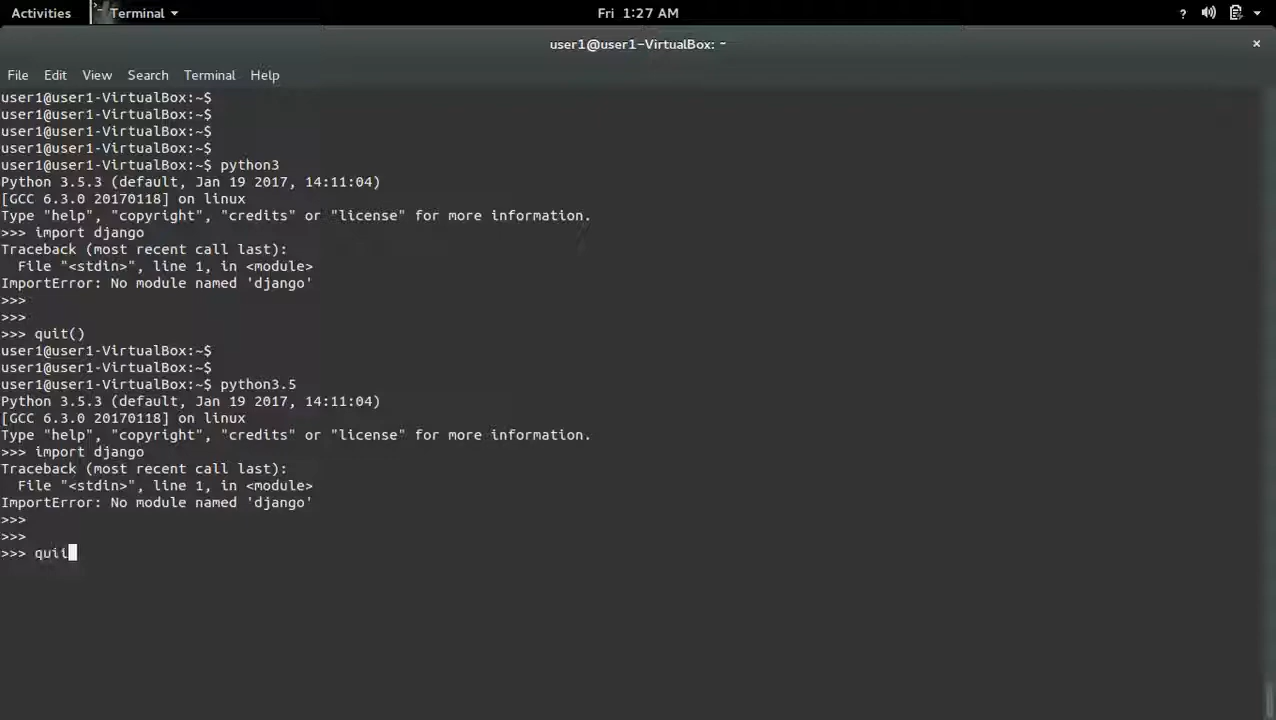 Activities Terminal Fri 1:27 AM ?
user1@user1-VirtualBox: ~
File Edit View Search Terminal Help
user1@user1-VirtualBox:~$
user1@user1-VirtualBox:~$
user1@user1-VirtualBox:~$
user1@user1-VirtualBox:~$
user1@user1-VirtualBox:~$ python3
Python 3.5.3 (default, Jan 19 2017, 14:11:04)
[GCC 6.3.0 20170118] on linux
Type "help", "copyright", "credits" or "license" for more information.
>>> import django
Traceback (most recent call last):
  File "<stdin>", line 1, in <module>
ImportError: No module named 'django'
>>>
>>>
>>> quit()
user1@user1-VirtualBox:~$
user1@user1-VirtualBox:~$
user1@user1-VirtualBox:~$ python3.5
Python 3.5.3 (default, Jan 19 2017, 14:11:04)
[GCC 6.3.0 20170118] on linux
Type "help", "copyright", "credits" or "license" for more information.
>>> import django
Traceback (most recent call last):
  File "<stdin>", line 1, in <module>
ImportError: No module named 'django'
>>>
>>>
>>> quii